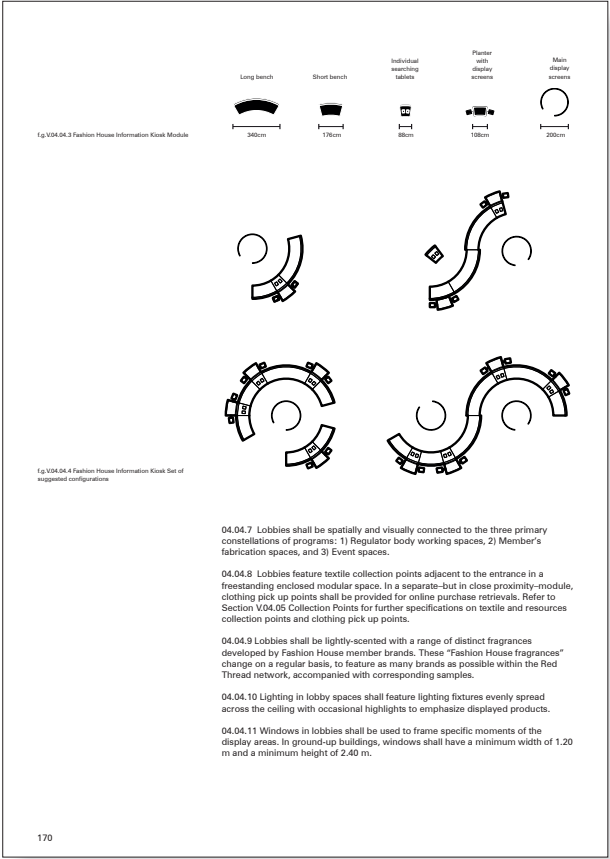 Long bench
Short bench
Individual
searching
tablets
Planter
with
display
screens
Main
display
screens
f.g.V.04.04.3 Fashion House Information Kiosk Module
340cm
176cm
88cm
108cm
200cm
f.g.V.04.04.4 Fashion House Information Kiosk Set of
suggested configurations
04.04.7 Lobbies shall be spatially and visually connected to the three primary
constellations of programs: 1) Regulator body working spaces, 2) Member’s
fabrication spaces, and 3) Event spaces.
04.04.8 Lobbies feature textile collection points adjacent to the entrance in a
freestanding enclosed modular space. In a separate–but in close proximity–module,
clothing pick up points shall be provided for online purchase retrievals. Refer to
Section V.04.05 Collection Points for further specifications on textile and resources
collection points and clothing pick up points.
04.04.9 Lobbies shall be lightly-scented with a range of distinct fragrances
developed by Fashion House member brands. These “Fashion House fragrances”
change on a regular basis, to feature as many brands as possible within the Red
Thread network, accompanied with corresponding samples.
04.04.10 Lighting in lobby spaces shall feature lighting fixtures evenly spread
across the ceiling with occasional highlights to emphasize displayed products.
04.04.11 Windows in lobbies shall be used to frame specific moments of the
display areas. In ground-up buildings, windows shall have a minimum width of 1.20
m and a minimum height of 2.40 m.
170